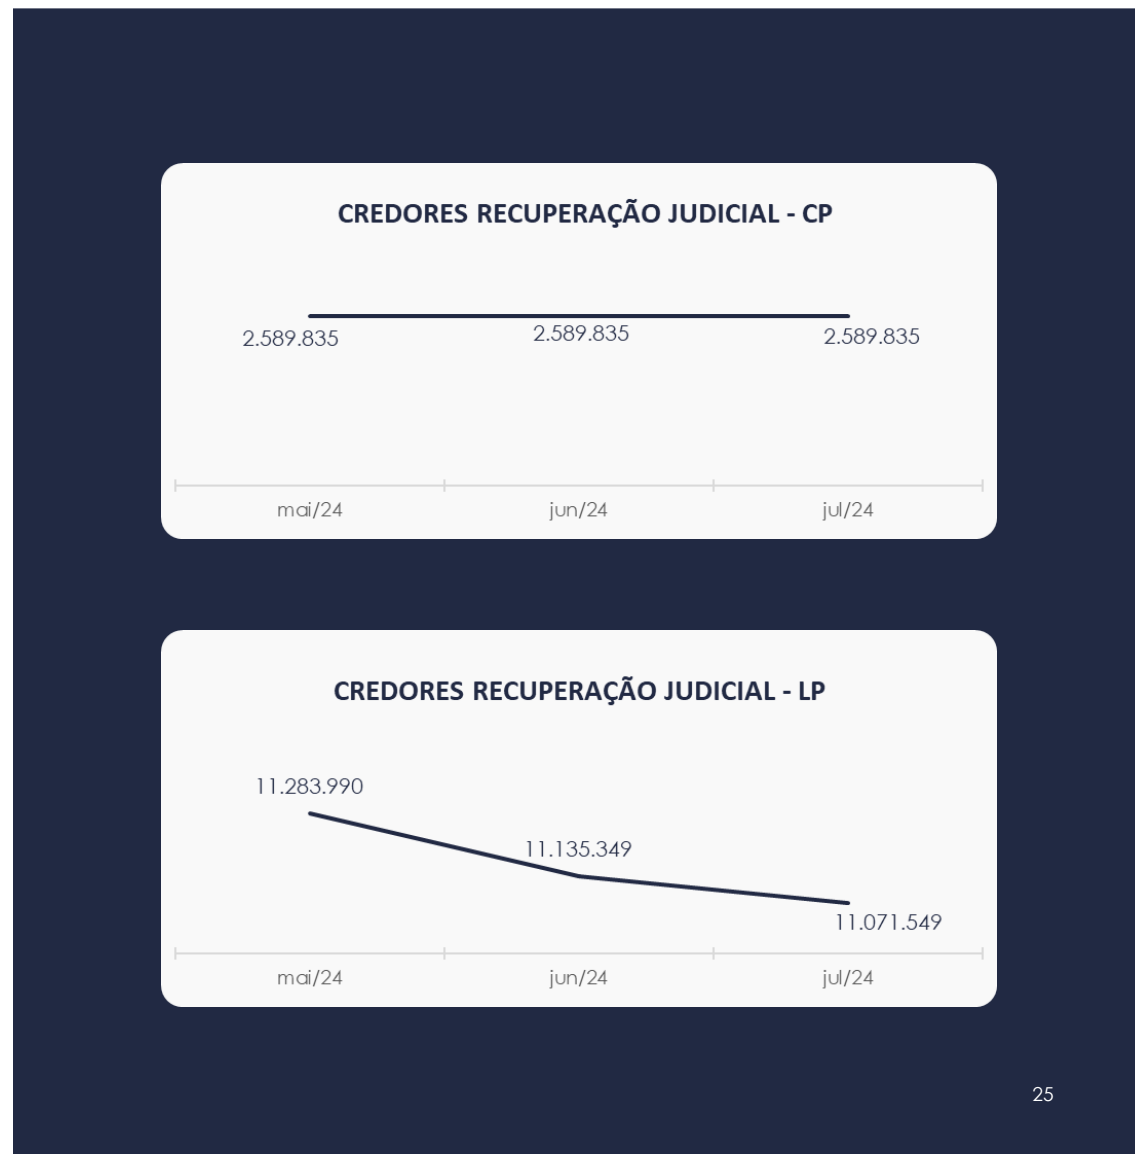 CREDORES RECUPERAÇÃO JUDICIAL - CP
2.589.835 2.589.835 2.589.835
mai/24 jun/24 jul/24
CREDORES RECUPERAÇÃO JUDICIAL - LP
11.283.990
11.135.349
11.071.549
mai/24 jun/24 jul/24
25